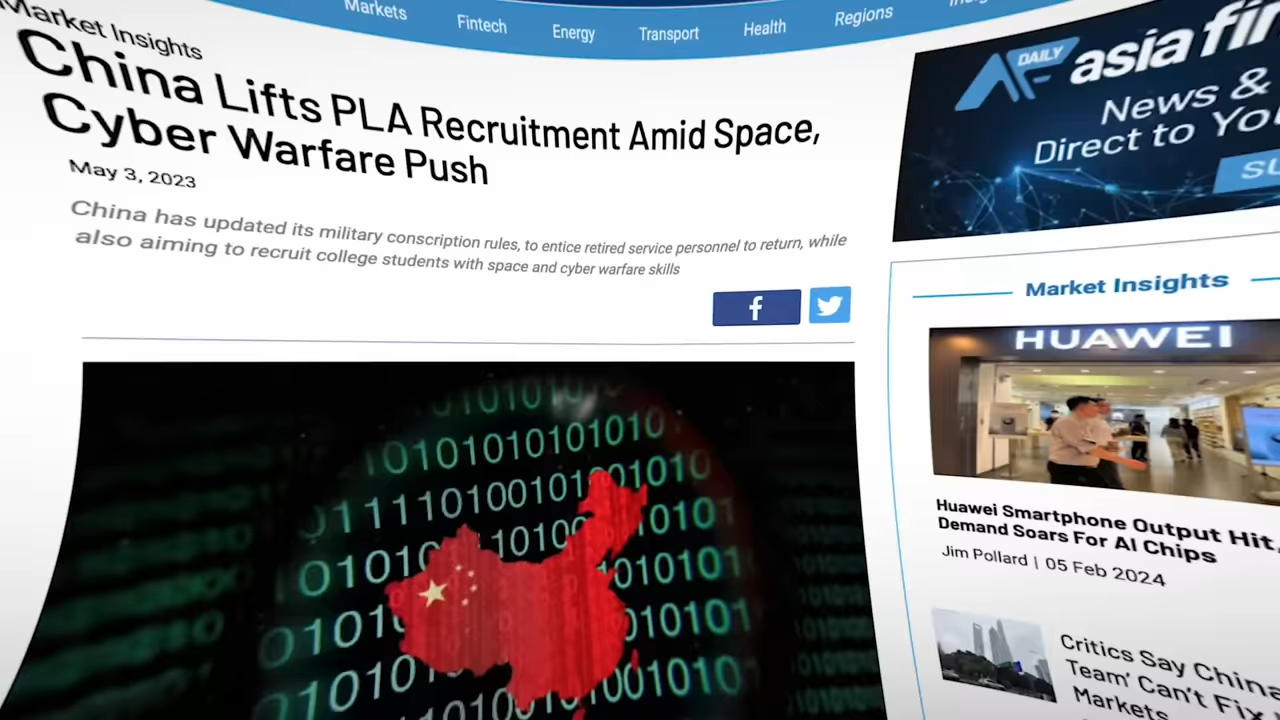 Markets
Fintech
Energy
Transport
Health
Regions
Market Insights
China Lifts PLA Recruitment Amid Space,
Cyber Warfare Push
May 3, 2023
China has updated its military conscription rules, to entice retired service personnel to return, while
also aiming to recruit college students with space and cyber warfare skills
f
DAILY
AF
asia
News &
Direct to
Market Insights
HUAWEI
Huawei Smartphone Output Hit,
Demand Soars For AI Chips
Jim Pollard | 05 Feb 2024
Critics Say China
Team' Can't Fix
Markets